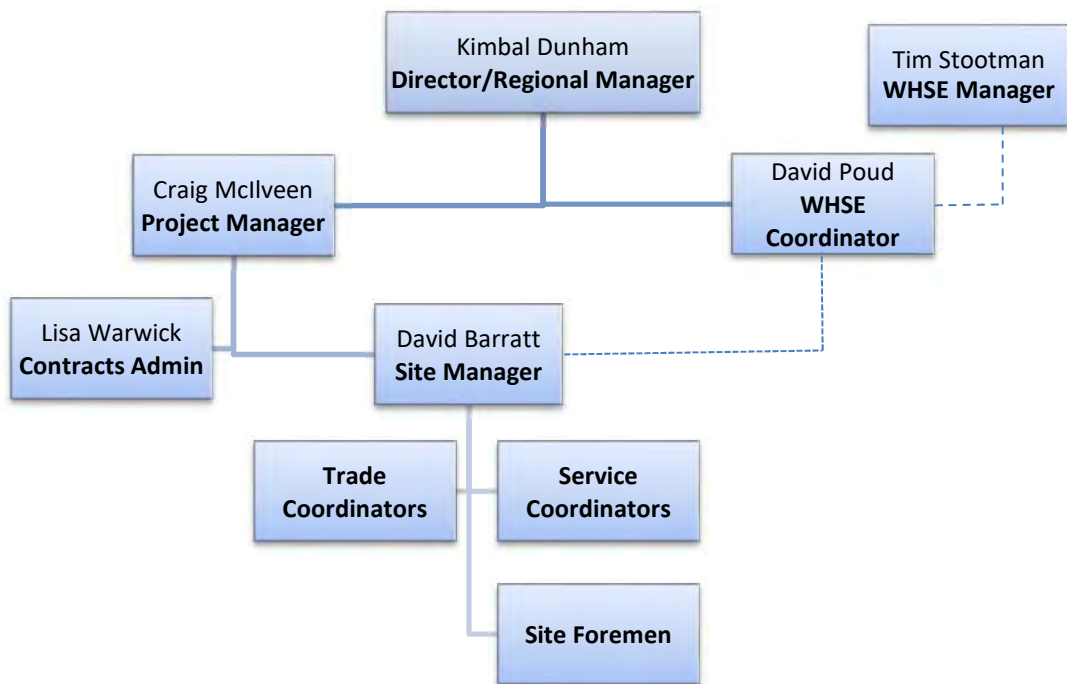 Kimbal Dunham
Director/Regional Manager
Tim Stootman
WHSE Manager
Craig McIlveen
Project Manager
David Poud
WHSE
Coordinator
Lisa Warwick
Contracts Admin
David Barratt
Site Manager
Trade
Coordinators
Service
Coordinators
Site Foremen